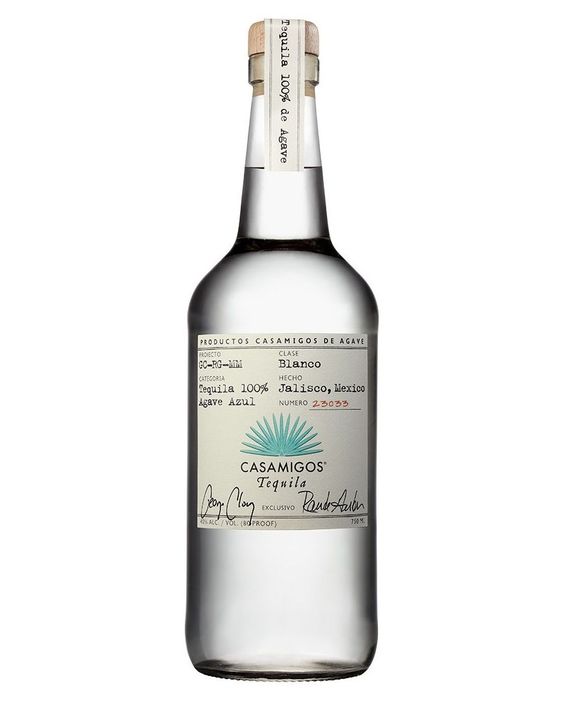 Tequila 100% de Agave
PRODUCTOS CASAMIGOS DE AGAVE
PROIECTO
GC-RG-MM
CLASE
Blanco
CATEGORIA
Tequila 100%
Agave Azul
HECHO
Jalisco, Mexico
NUMERO 23033
CASAMIGOS®
Tequila
EXCLUSIVO
40% ALC. / VOL. (80 PROOF)
750 ML